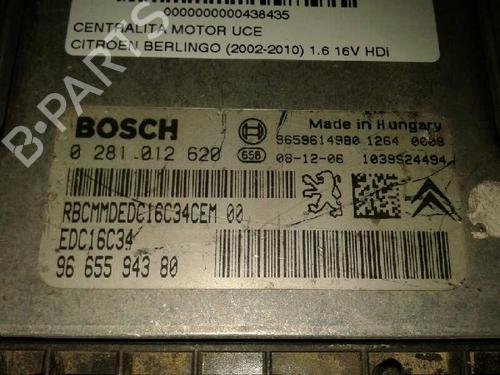 0000000000438435
CENTRALITA MOTOR UCE
CITROEN BERLINGO (2002-2010) 1.6 16V HDi
BOSCH
Made in Hungary
0 281 012 620
658
9659614980 1264 0008
08-12-06 1039S24494
RBCMMDEDC16C34CEM 00
EDC16C34
96 655 943 80
B-PARTS